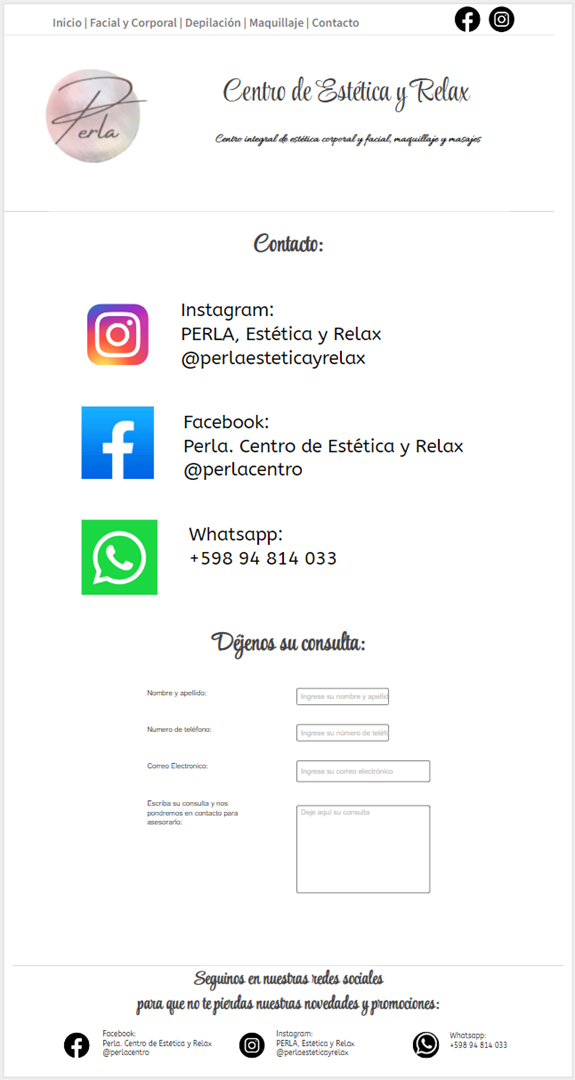 Inicio | Facial y Corporal | Depilación | Maquillaje | Contacto
Perla
Centro de Estética y Relax
Centro integral de estética corporal y facial, maquillaje y masajes
Contacto:
Instagram:
PERLA, Estética y Relax
@perlaesteticayrelax
Facebook:
Perla. Centro de Estética y Relax
@perlacentro
Whatsapp:
+598 94 814 033
Déjenos su consulta:
Nombre y apellido:
Ingrese su nombre y apellid
Numero de teléfono:
Ingrese su número de teléf
Correo Electronico:
Ingrese su correo electrónico
Escriba su consulta y nos
pondremos en contacto para
asesorarlo:
Deje aquí su consulta
Seguinos en nuestras redes sociales
para que no te pierdas nuestras novedades y promociones:
Facebook:
Perla. Centro de Estética y Relax
@perlacentro
Instagram:
PERLA, Estética y Relax
@perlaesteticayrelax
Whatsapp:
+598 94 814 033